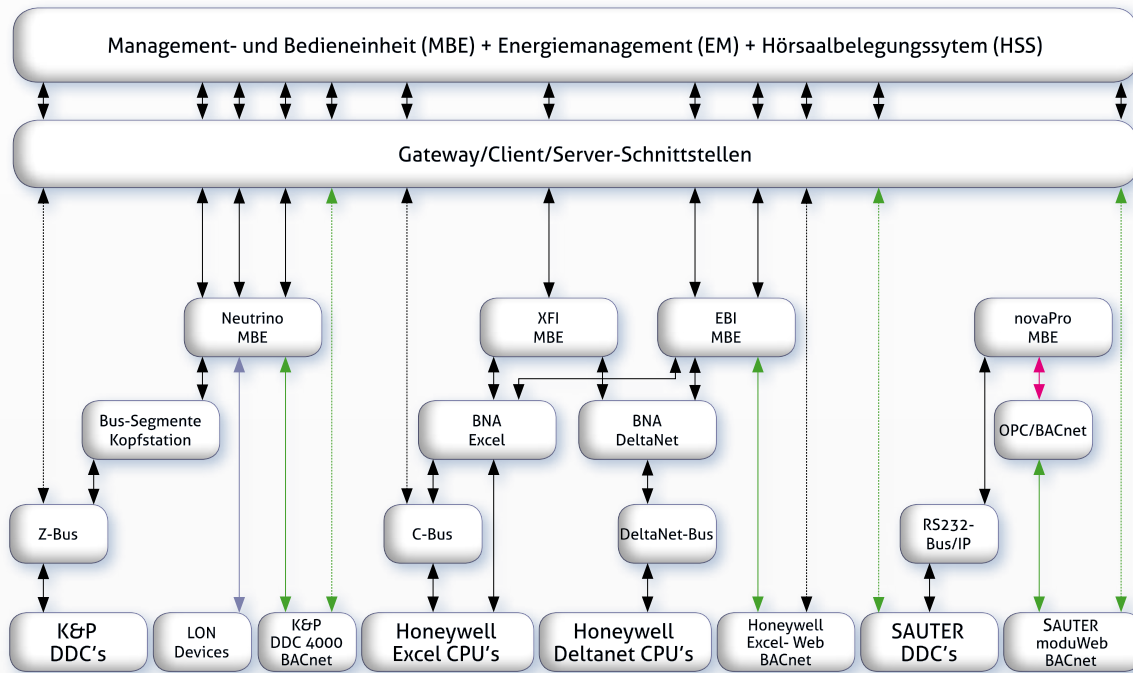 Management- und Bedieneinheit (MBE) + Energiemanagement (EM) + Hörsaalbelegungssytem (HSS)
Gateway/Client/Server-Schnittstellen
Neutrino
MBE
XFI
MBE
EBI
MBE
novaPro
MBE
Bus-Segmente
Kopfstation
BNA
Excel
BNA
DeltaNet
OPC/BACnet
Z-Bus
C-Bus
DeltaNet-Bus
RS232-
Bus/IP
K&P
DDC's
LON
Devices
K&P
DDC 4000
BACnet
Honeywell
Excel CPU's
Honeywell
Deltanet CPU's
Honeywell
Excel- Web
BACnet
SAUTER
DDC's
SAUTER
moduWeb
BACnet